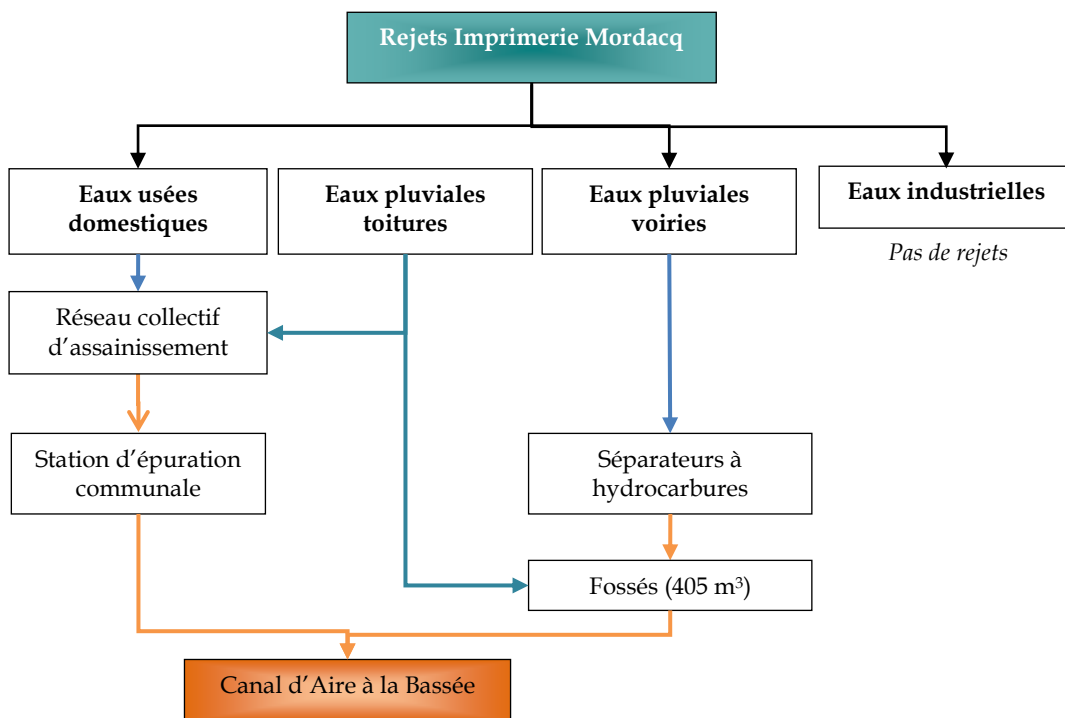 Rejets Imprimerie Mordacq
Eaux usées
domestiques
Eaux pluviales
toitures
Eaux pluviales
voiries
Eaux industrielles
Pas de rejets
Réseau collectif
d’assainissement
Station d’épuration
communale
Séparateurs à
hydrocarbures
Fossés (405 m³)
Canal d’Aire à la Bassée